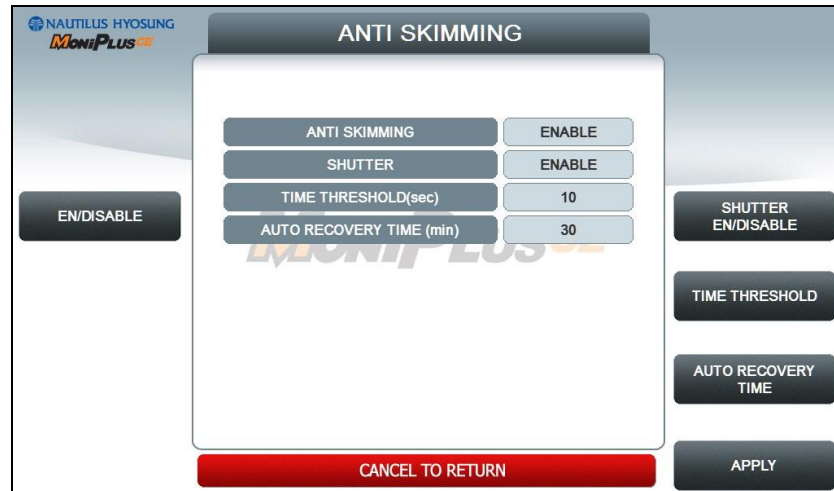 NAUTILUS HYOSUNG
MoniPlusCE
ANTI SKIMMING
ANTI SKIMMING ENABLE
SHUTTER ENABLE
TIME THRESHOLD(sec) 10
AUTO RECOVERY TIME (min) 30
MoniPlusCE
EN/DISABLE
SHUTTER
EN/DISABLE
TIME THRESHOLD
AUTO RECOVERY
TIME
APPLY
CANCEL TO RETURN